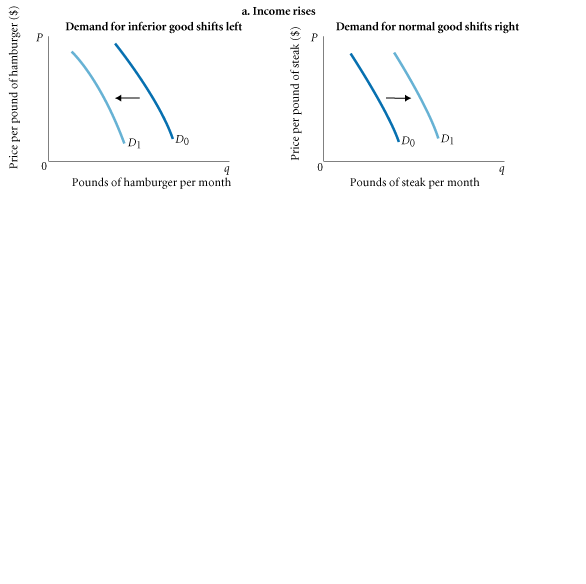 a. Income rises
Demand for inferior good shifts left
Price per pound of hamburger ($)
P
D1
D0
0
q
Pounds of hamburger per month
Demand for normal good shifts right
Price per pound of steak ($)
P
D0
D1
0
q
Pounds of steak per month